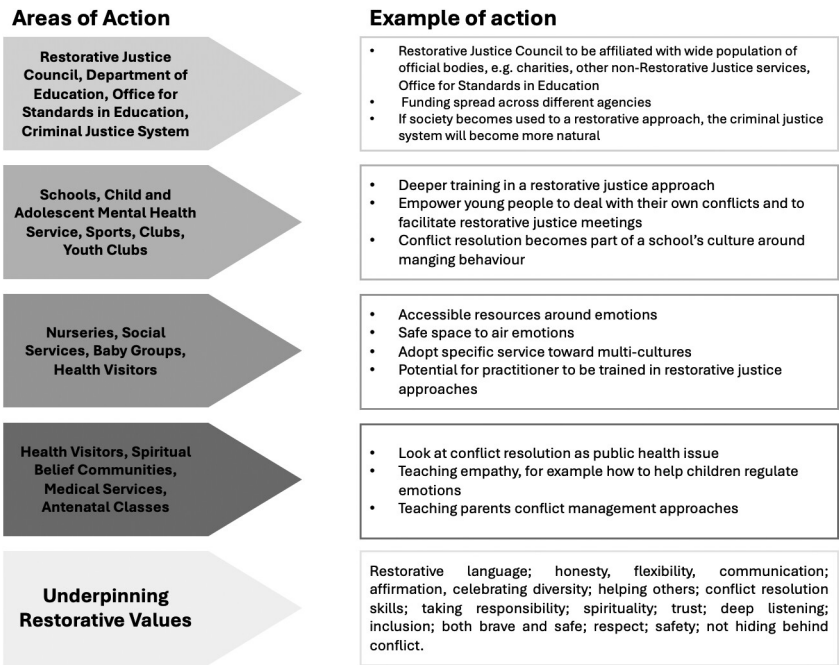 Areas of Action
Example of action
Restorative Justice
Council, Department of
Education, Office for
Standards in Education,
Criminal Justice System
• Restorative Justice Council to be affiliated with wide population of
official bodies, e.g. charities, other non-Restorative Justice services,
Office for Standards in Education
• Funding spread across different agencies
• If society becomes used to a restorative approach, the criminal justice
system will become more natural
Schools, Child and
Adolescent Mental Health
Service, Sports, Clubs,
Youth Clubs
• Deeper training in a restorative justice approach
• Empower young people to deal with their own conflicts and to
facilitate restorative justice meetings
• Conflict resolution becomes part of a school's culture around
manging behaviour
Nurseries, Social
Services, Baby Groups,
Health Visitors
• Accessible resources around emotions
• Safe space to air emotions
• Adopt specific service toward multi-cultures
• Potential for practitioner to be trained in restorative justice
approaches
Health Visitors, Spiritual
Belief Communities,
Medical Services,
Antenatal Classes
• Look at conflict resolution as public health issue
• Teaching empathy, for example how to help children regulate
emotions
• Teaching parents conflict management approaches
Underpinning
Restorative Values
Restorative language; honesty, flexibility, communication;
affirmation, celebrating diversity; helping others; conflict resolution
skills; taking responsibility; spirituality; trust; deep listening;
inclusion; both brave and safe; respect; safety; not hiding behind
conflict.